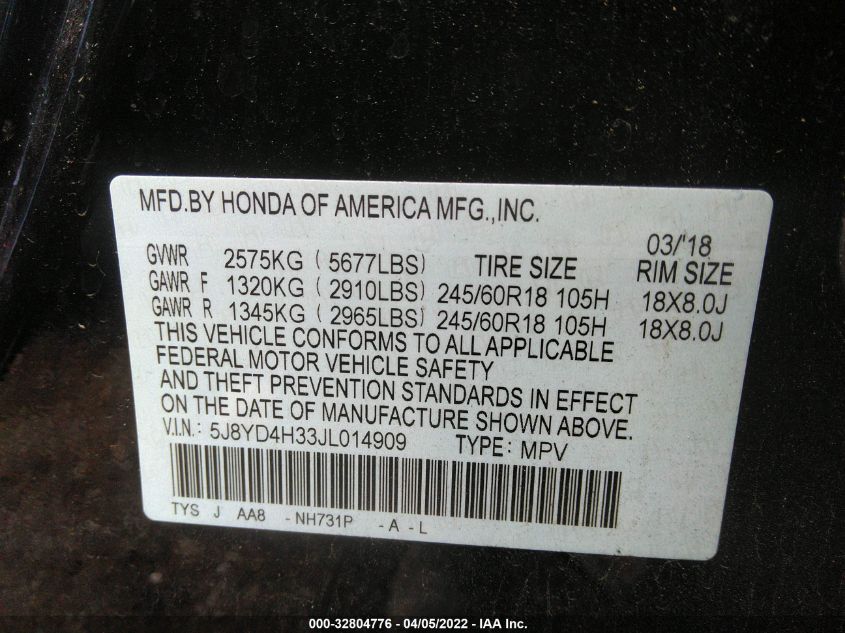 MFD.BY HONDA OF AMERICA MFG.,INC.
03/'18
GVWR 2575KG ( 5677LBS) TIRE SIZE RIM SIZE
GAWR F 1320KG ( 2910LBS) 245/60R18 105H 18X8.0J
GAWR R 1345KG ( 2965LBS) 245/60R18 105H 18X8.0J
THIS VEHICLE CONFORMS TO ALL APPLICABLE
FEDERAL MOTOR VEHICLE SAFETY
AND THEFT PREVENTION STANDARDS IN EFFECT
ON THE DATE OF MANUFACTURE SHOWN ABOVE.
V.I.N.: 5J8YD4H33JL014909 TYPE: MPV
TYS J AA8 -NH731P -A-L
000-32804776 - 04/05/2022 - IAA Inc.